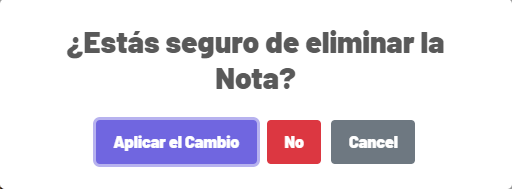 ¿Estás seguro de eliminar la
Nota?
Aplicar el Cambio No Cancel